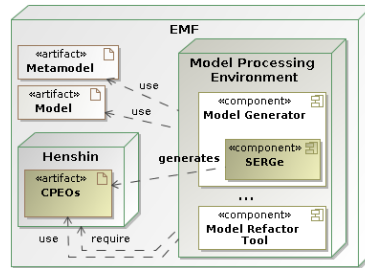 EMF
«artifact»
Metamodel
«artifact»
Model
use
use
Model Processing
Environment
«component»
Model Generator
«component»
SERGe
generates
...
«component»
Model Refactor
Tool
Henshin
«artifact»
CPEOs
use
require